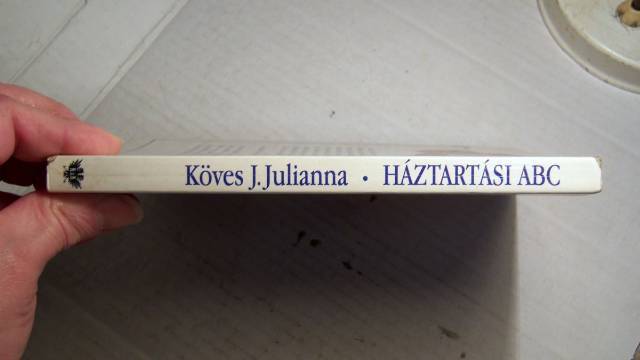 Köves J. Julianna • HÁZTARTÁSI ABC